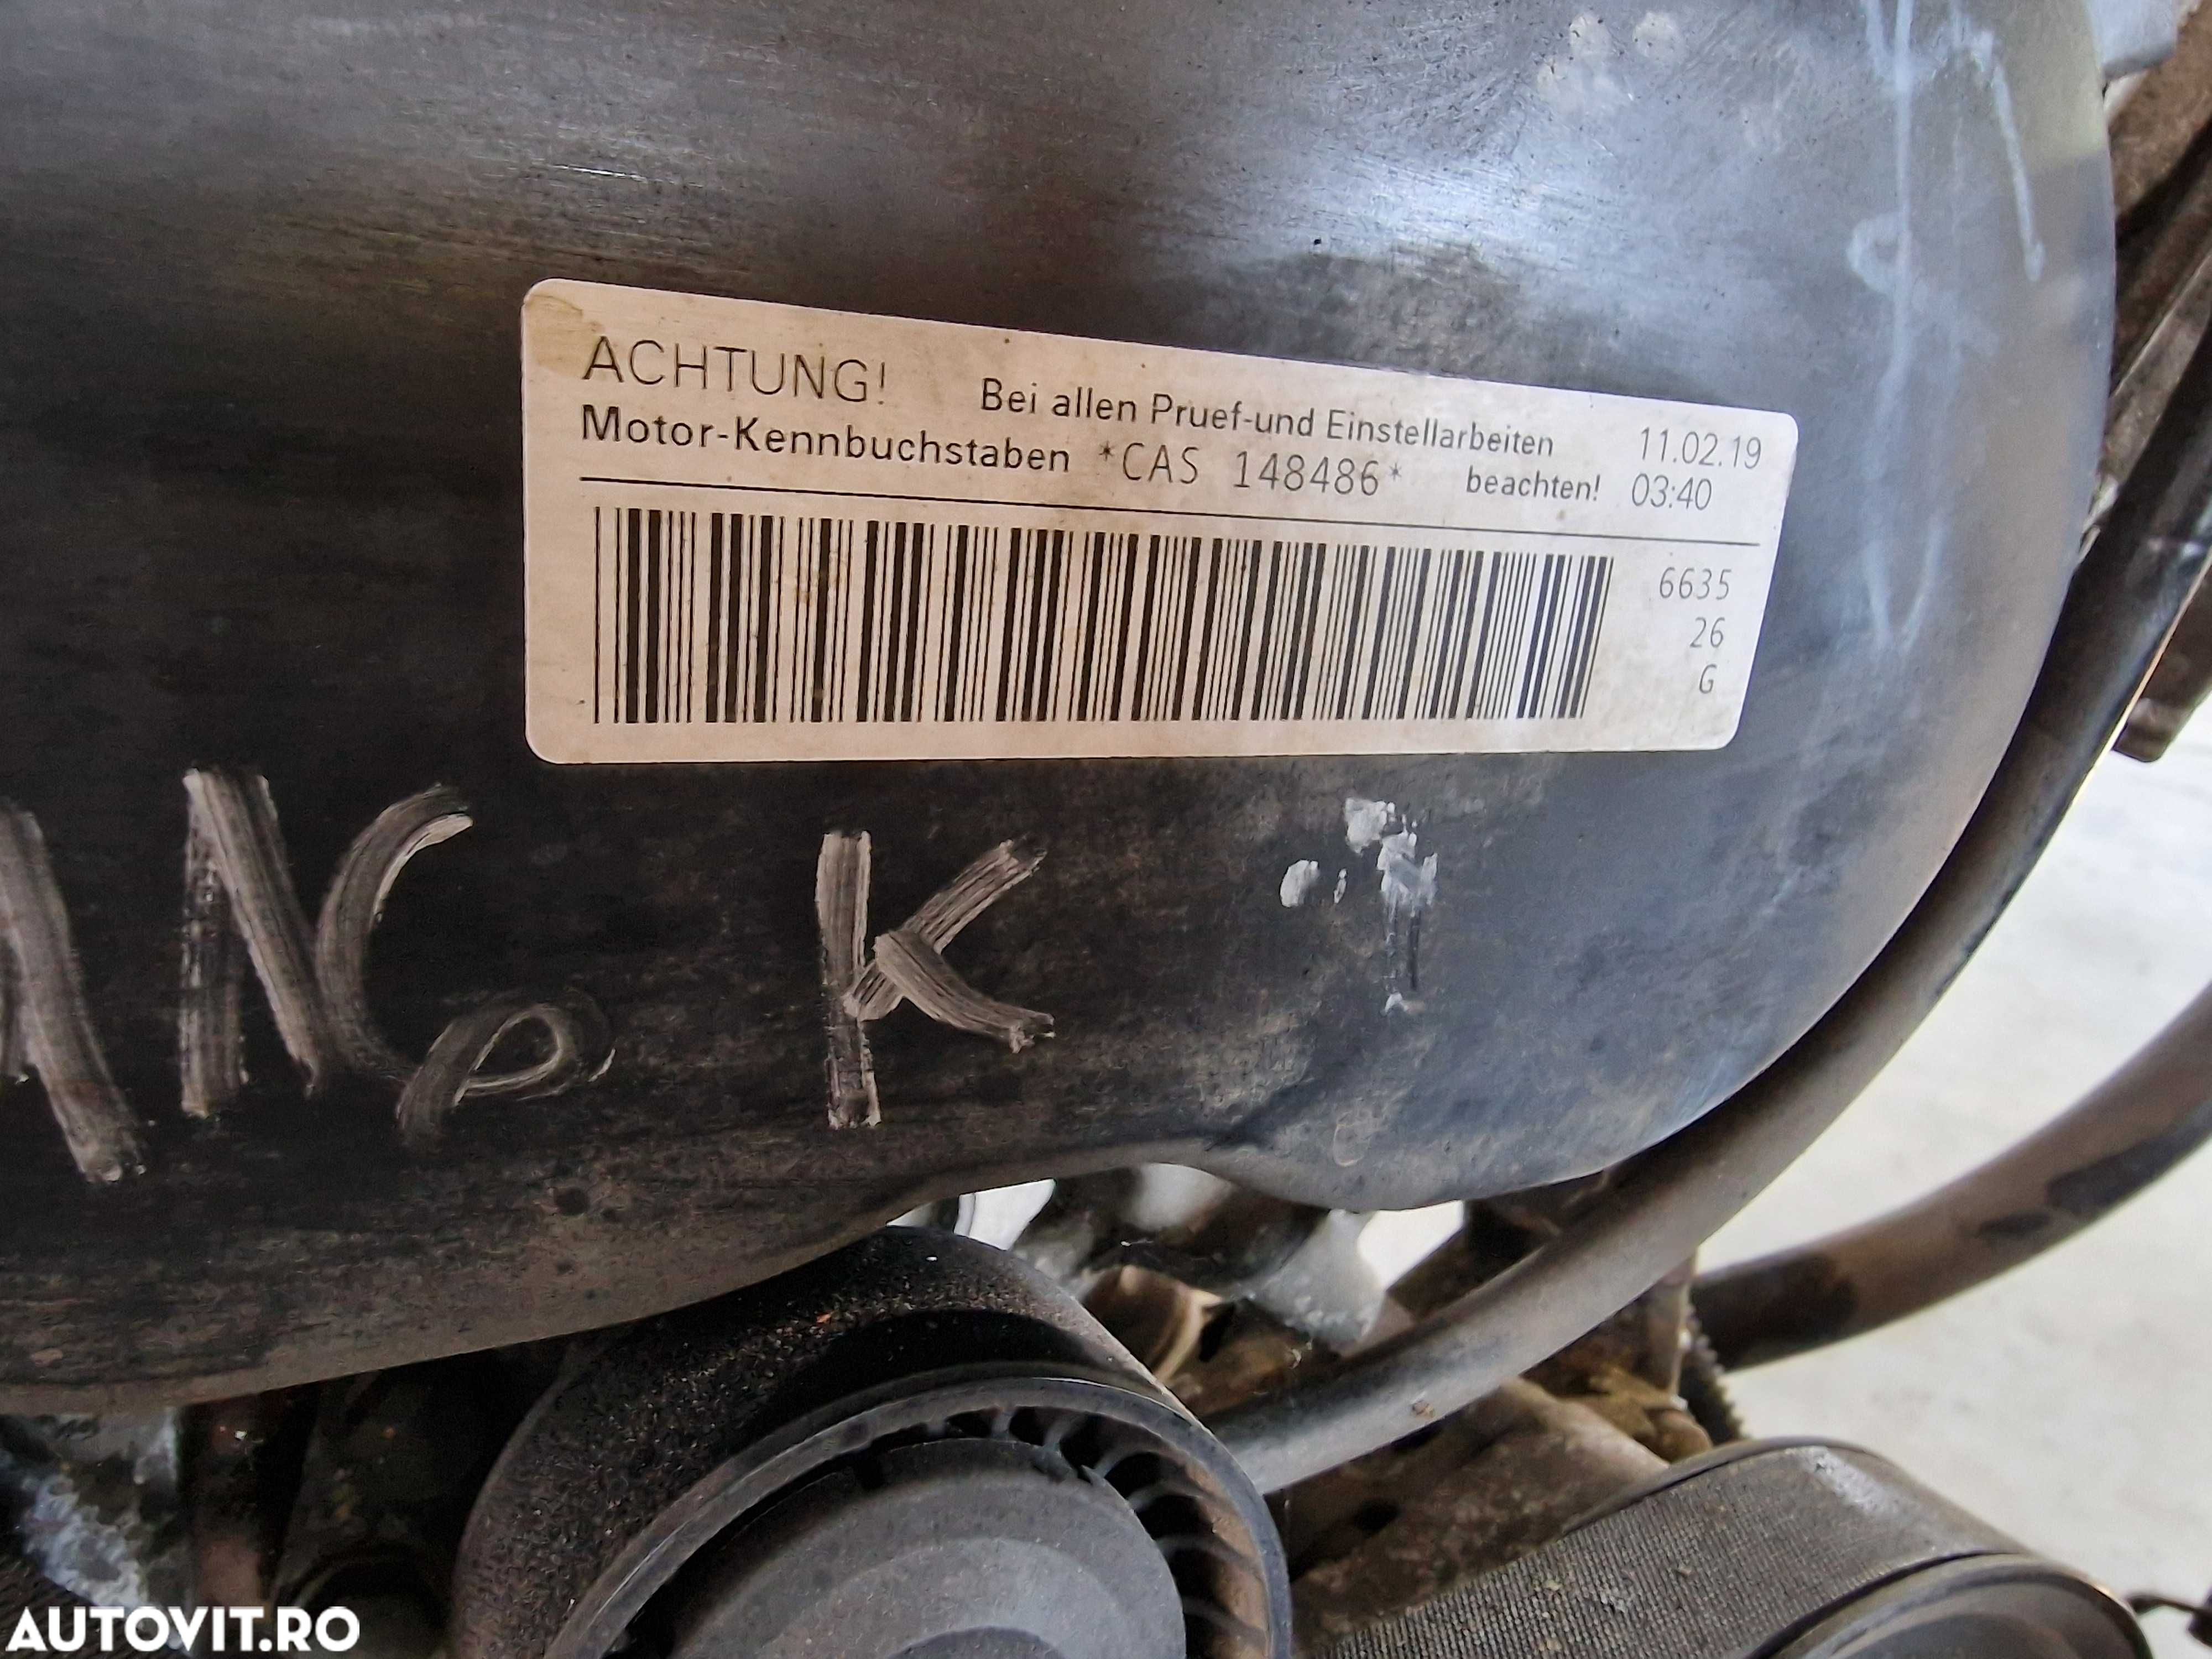 ACHTUNG! Bei allen Pruef-und Einstellarbeiten 11.02.19
Motor-Kennbuchstaben *CAS 148486* beachten! 03:40
6635
26
G
K
AUTOVIT.RO